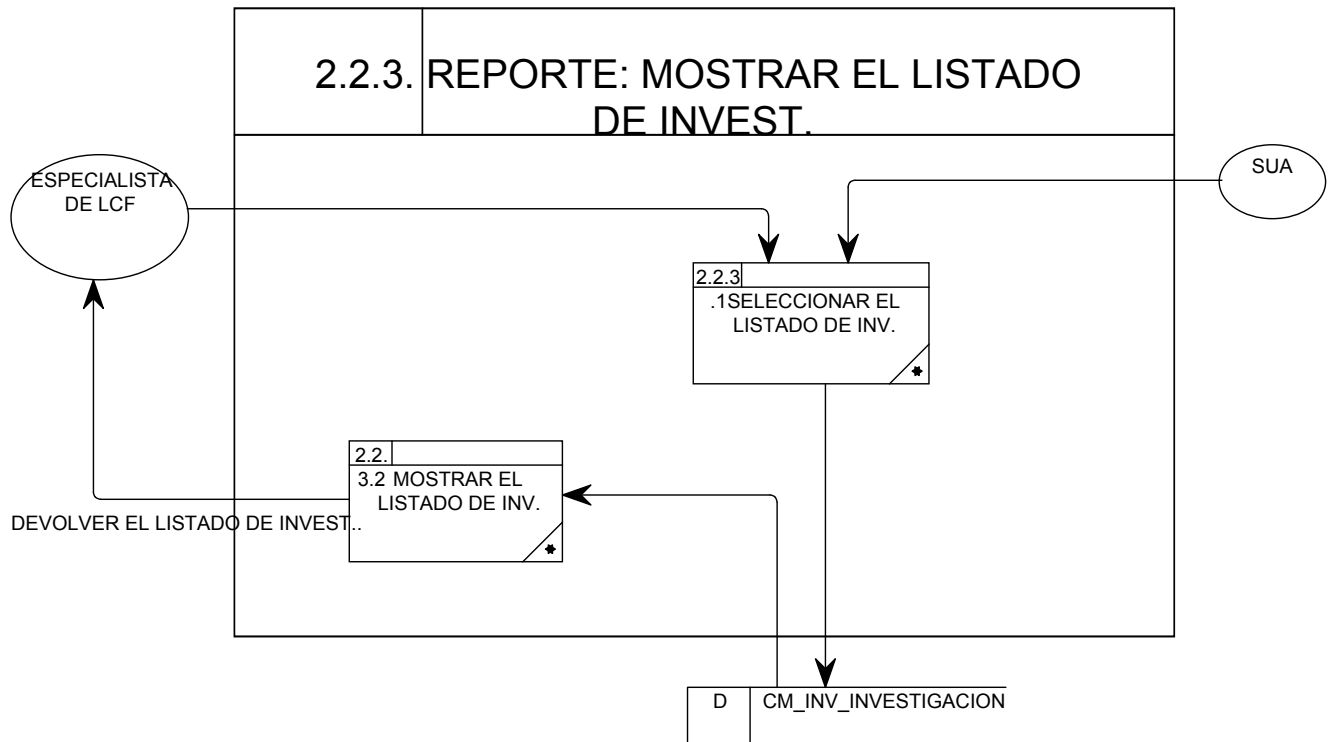 2.2.3. REPORTE: MOSTRAR EL LISTADO
DE INVEST.
ESPECIALISTA
DE LCF
SUA
2.2.3
.1SELECCIONAR EL
LISTADO DE INV.
2.2.
3.2 MOSTRAR EL
LISTADO DE INV.
DEVOLVER EL LISTADO DE INVEST..
D CM_INV_INVESTIGACION